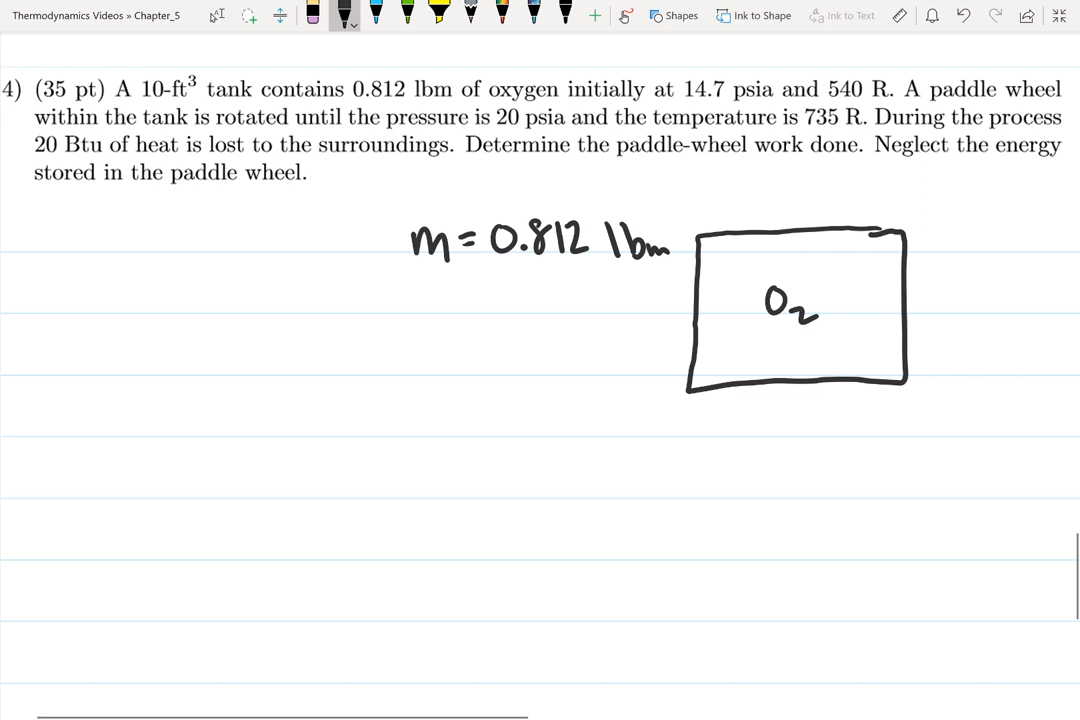 Thermodynamics Videos » Chapter_5
Shapes
Ink to Shape
Ink to Text
4) (35 pt) A 10-ft³ tank contains 0.812 lbm of oxygen initially at 14.7 psia and 540 R. A paddle wheel
within the tank is rotated until the pressure is 20 psia and the temperature is 735 R. During the process
20 Btu of heat is lost to the surroundings. Determine the paddle-wheel work done. Neglect the energy
stored in the paddle wheel.
m = 0.812 lbm
O₂